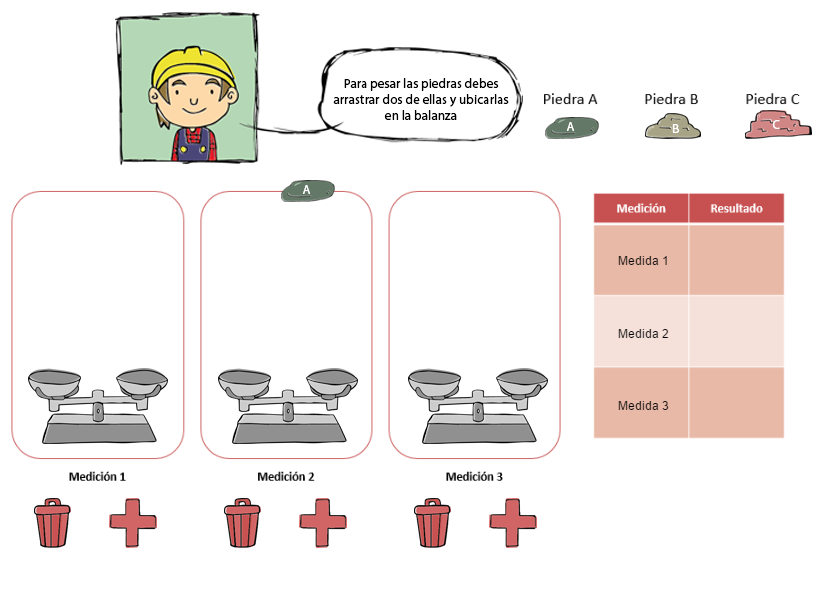 Para pesar las piedras debes
arrastrar dos de ellas y ubicarlas
en la balanza
Piedra A
Piedra B
Piedra C
A
B
C
A
Medición
Resultado
Medida 1
Medida 2
Medida 3
Medición 1
Medición 2
Medición 3